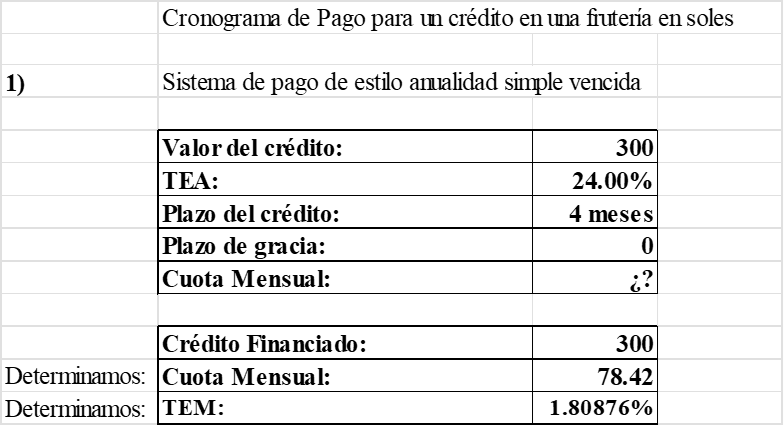 Cronograma de Pago para un crédito en una frutería en soles
1) Sistema de pago de estilo anualidad simple vencida
Valor del crédito: 300
TEA: 24.00%
Plazo del crédito: 4 meses
Plazo de gracia: 0
Cuota Mensual: ¿?
Crédito Financiado: 300
Determinamos: Cuota Mensual: 78.42
Determinamos: TEM: 1.80876%